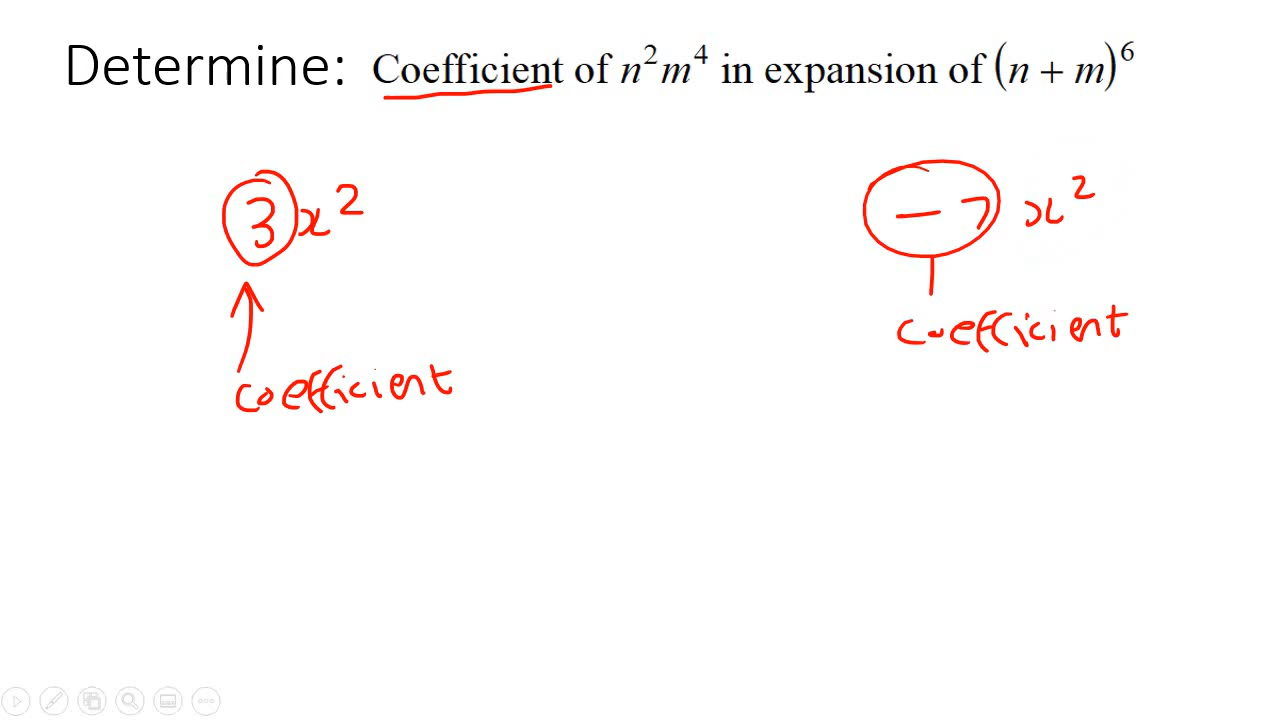 Determine: Coefficient of n²m⁴ in expansion of (n + m)⁶
3x²
−7x²
coefficient
coefficient